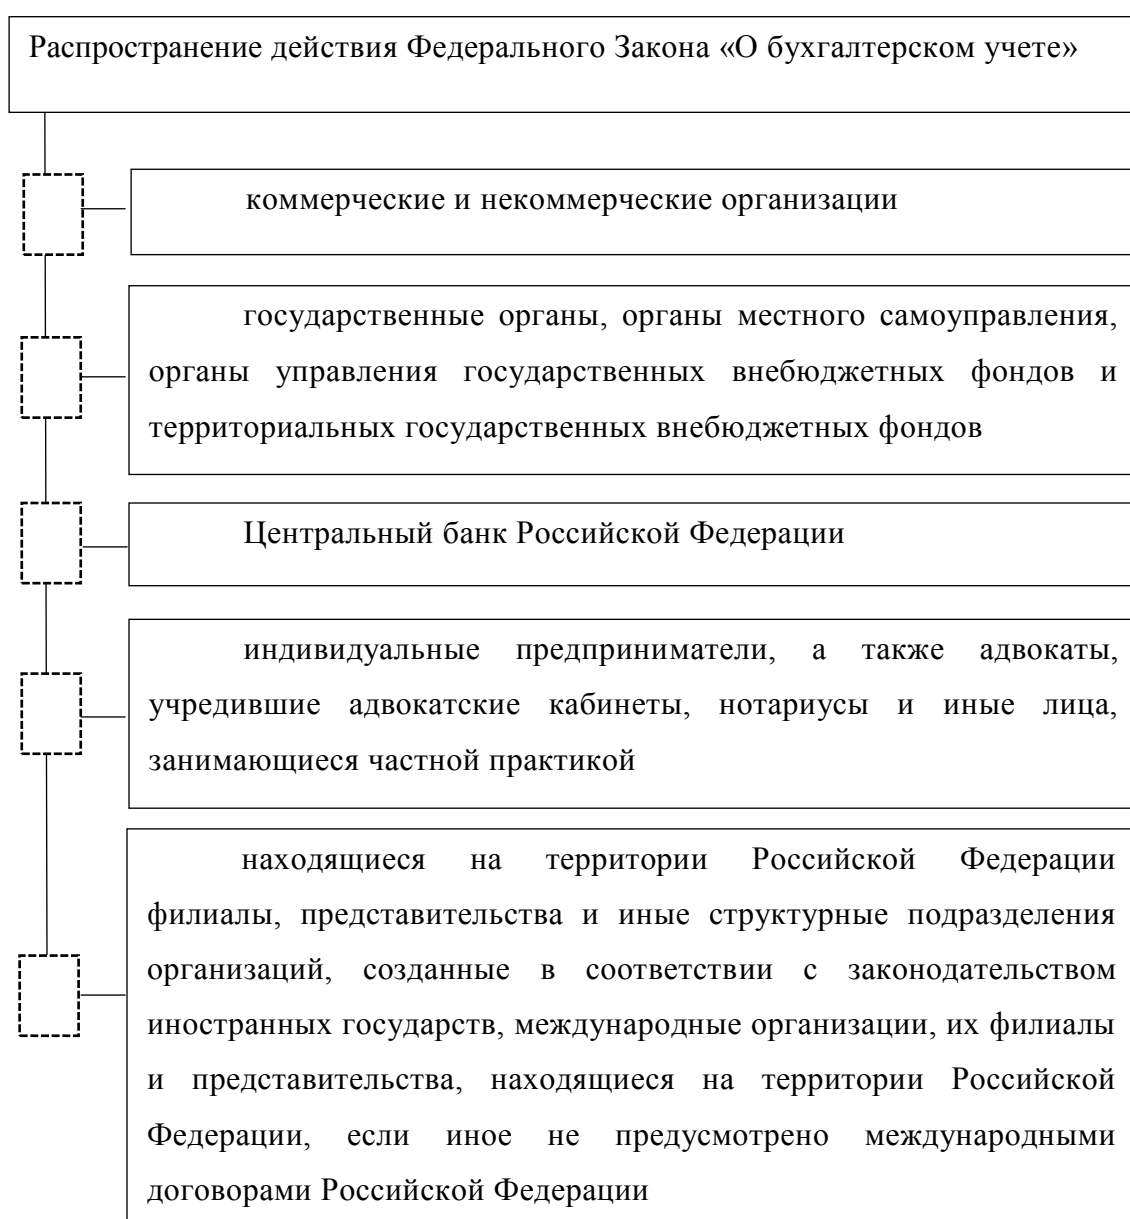 Распространение действия Федерального Закона «О бухгалтерском учете»
коммерческие и некоммерческие организации
государственные органы, органы местного самоуправления,
органы управления государственных внебюджетных фондов и
территориальных государственных внебюджетных фондов
Центральный банк Российской Федерации
индивидуальные предприниматели, а также адвокаты,
учредившие адвокатские кабинеты, нотариусы и иные лица,
занимающиеся частной практикой
находящиеся на территории Российской Федерации
филиалы, представительства и иные структурные подразделения
организаций, созданные в соответствии с законодательством
иностранных государств, международные организации, их филиалы
и представительства, находящиеся на территории Российской
Федерации, если иное не предусмотрено международными
договорами Российской Федерации